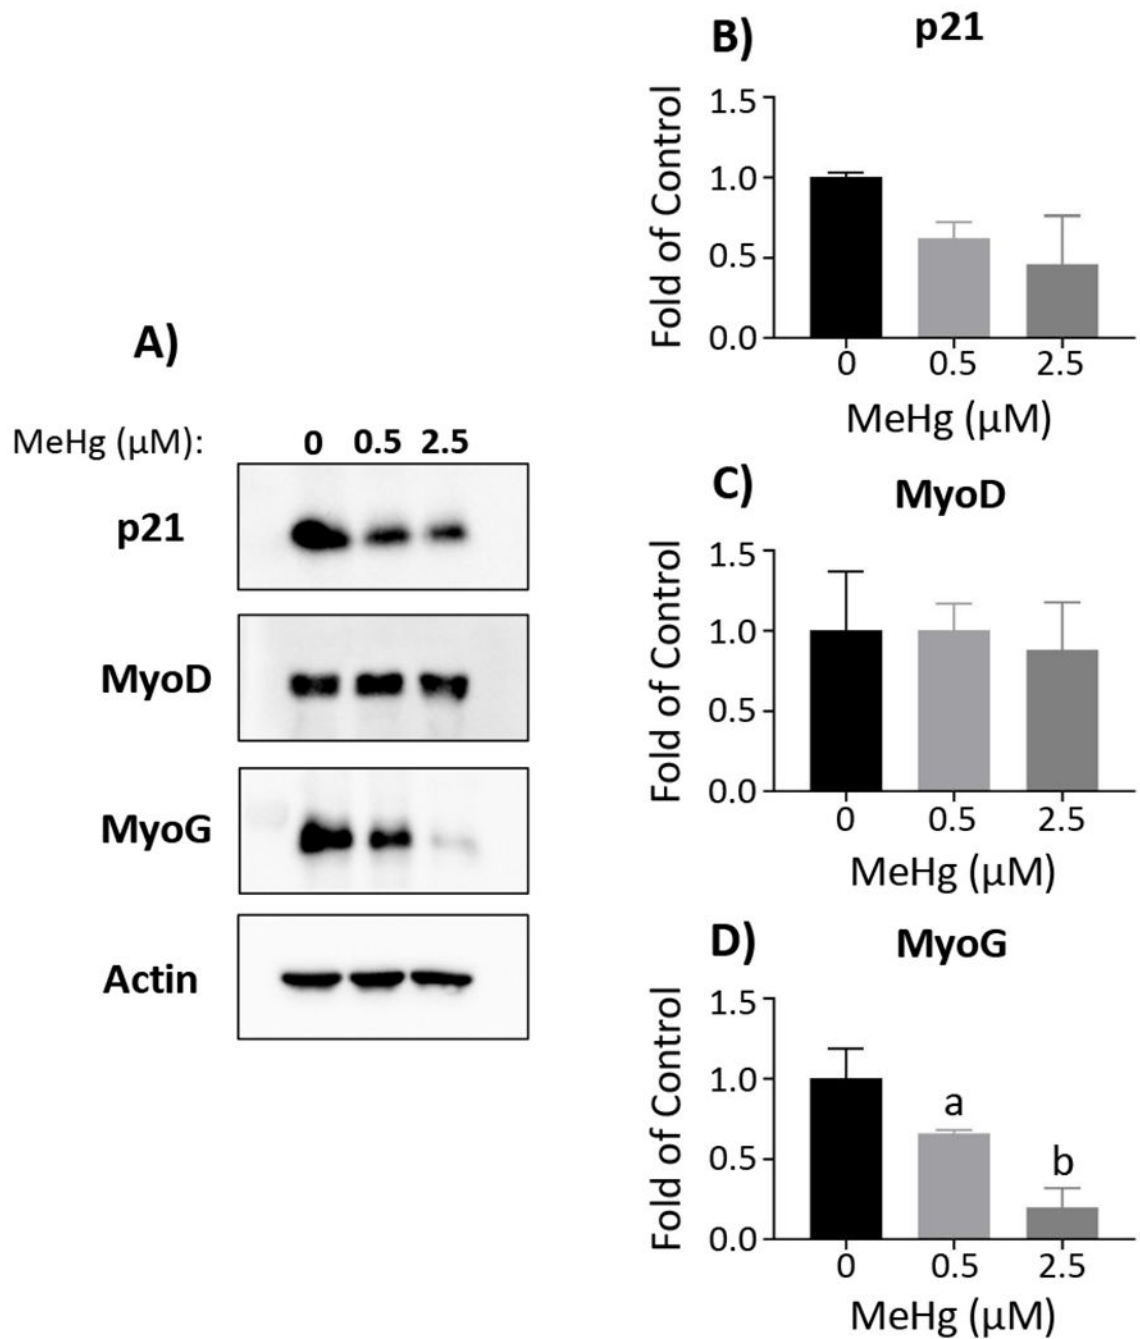 A)
MeHg (μM): 0 0.5 2.5
p21
MyoD
MyoG
Actin
B) p21
Fold of Control
1.5
1.0
0.5
0.0
0 0.5 2.5
MeHg (μM)
C) MyoD
Fold of Control
1.5
1.0
0.5
0.0
0 0.5 2.5
MeHg (μM)
D) MyoG
Fold of Control
1.5
1.0
0.5
0.0
a
b
0 0.5 2.5
MeHg (μM)